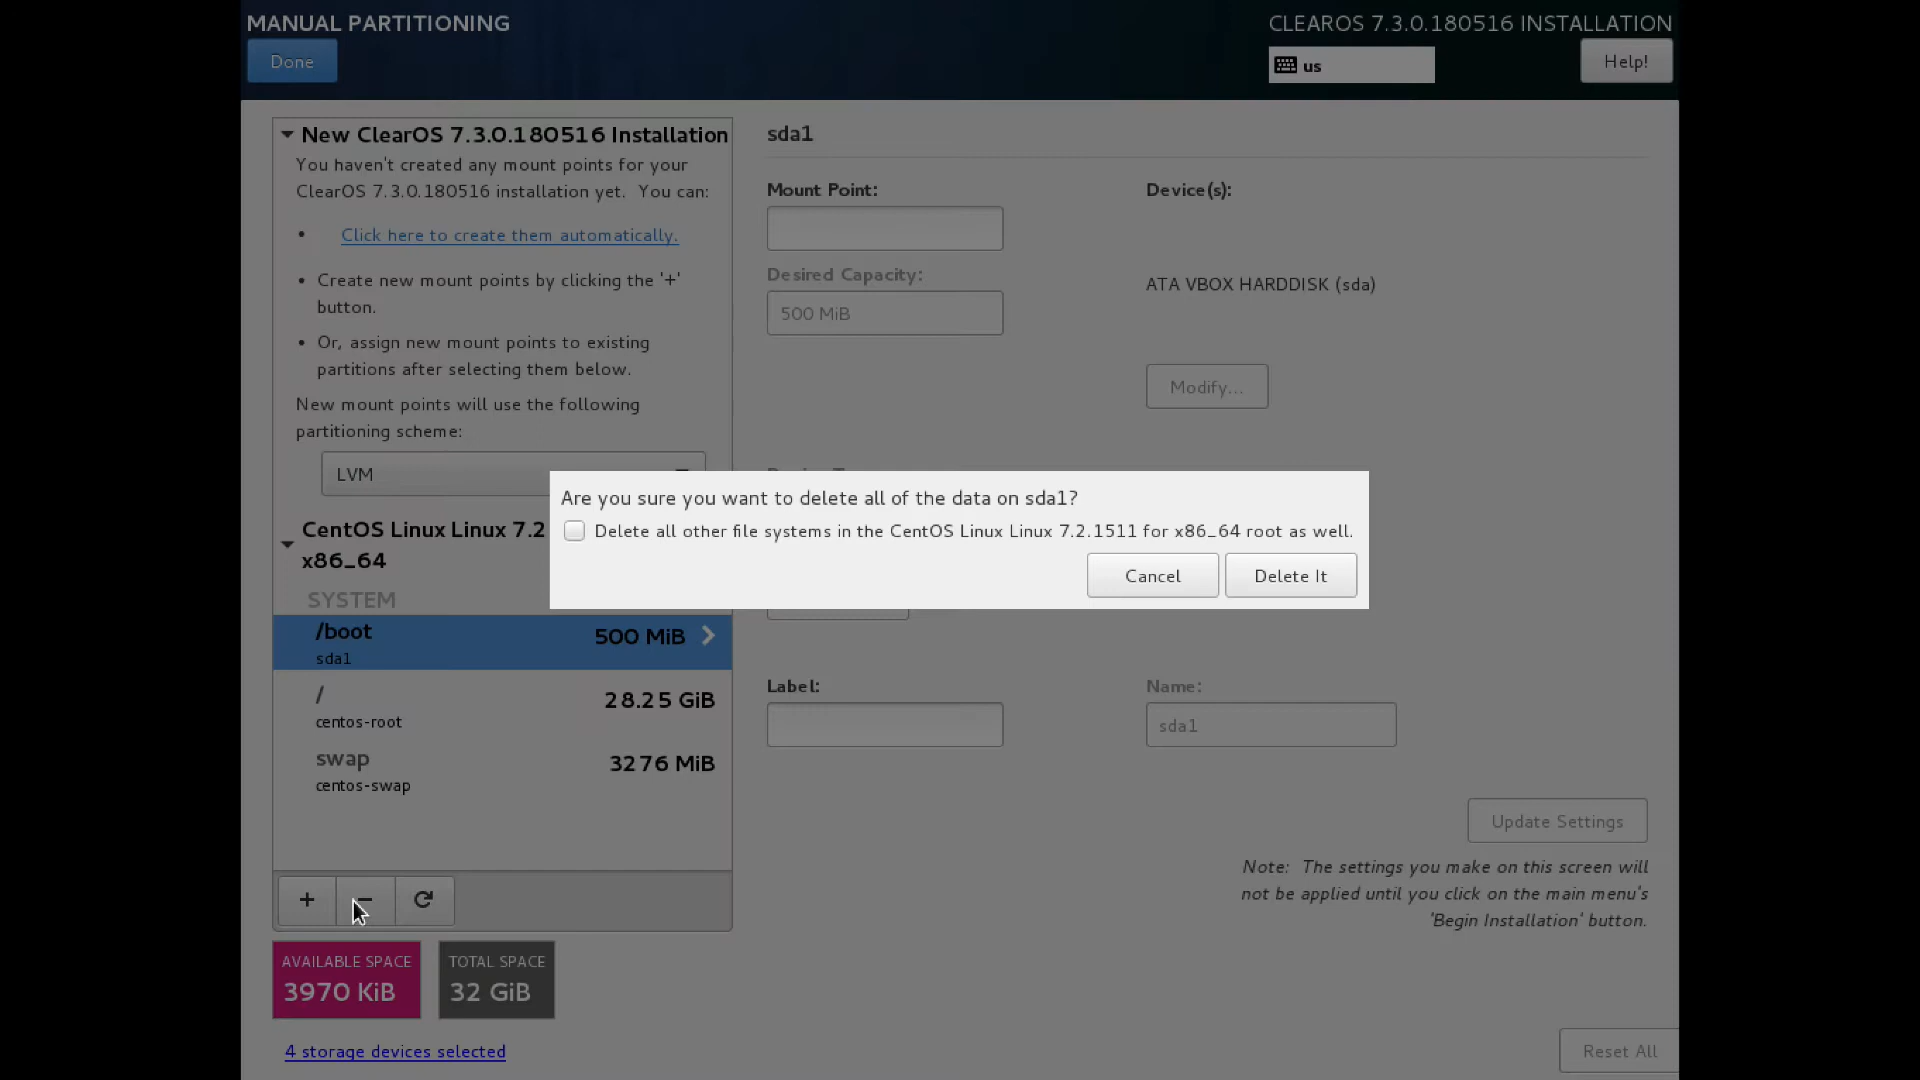 MANUAL PARTITIONING
CLEAROS 7.3.0.180516 INSTALLATION
Done
us
Help!
New ClearOS 7.3.0.180516 Installation
You haven't created any mount points for your
ClearOS 7.3.0.180516 installation yet. You can:
• Click here to create them automatically.
• Create new mount points by clicking the '+'
button.
• Or, assign new mount points to existing
partitions after selecting them below.
New mount points will use the following
partitioning scheme:
LVM
CentOS Linux Linux 7.2
x86_64
SYSTEM
/boot 500 MiB
sda1
/ 28.25 GiB
centos-root
swap 3276 MiB
centos-swap
+ - 
AVAILABLE SPACE
3970 KiB
TOTAL SPACE
32 GiB
4 storage devices selected
sda1
Mount Point:
Device(s):
Desired Capacity:
500 MiB
ATA VBOX HARDDISK (sda)
Modify...
Are you sure you want to delete all of the data on sda1?
Delete all other file systems in the CentOS Linux Linux 7.2.1511 for x86_64 root as well.
Cancel
Delete It
Label:
Name:
sda1
Update Settings
Note: The settings you make on this screen will
not be applied until you click on the main menu's
'Begin Installation' button.
Reset All